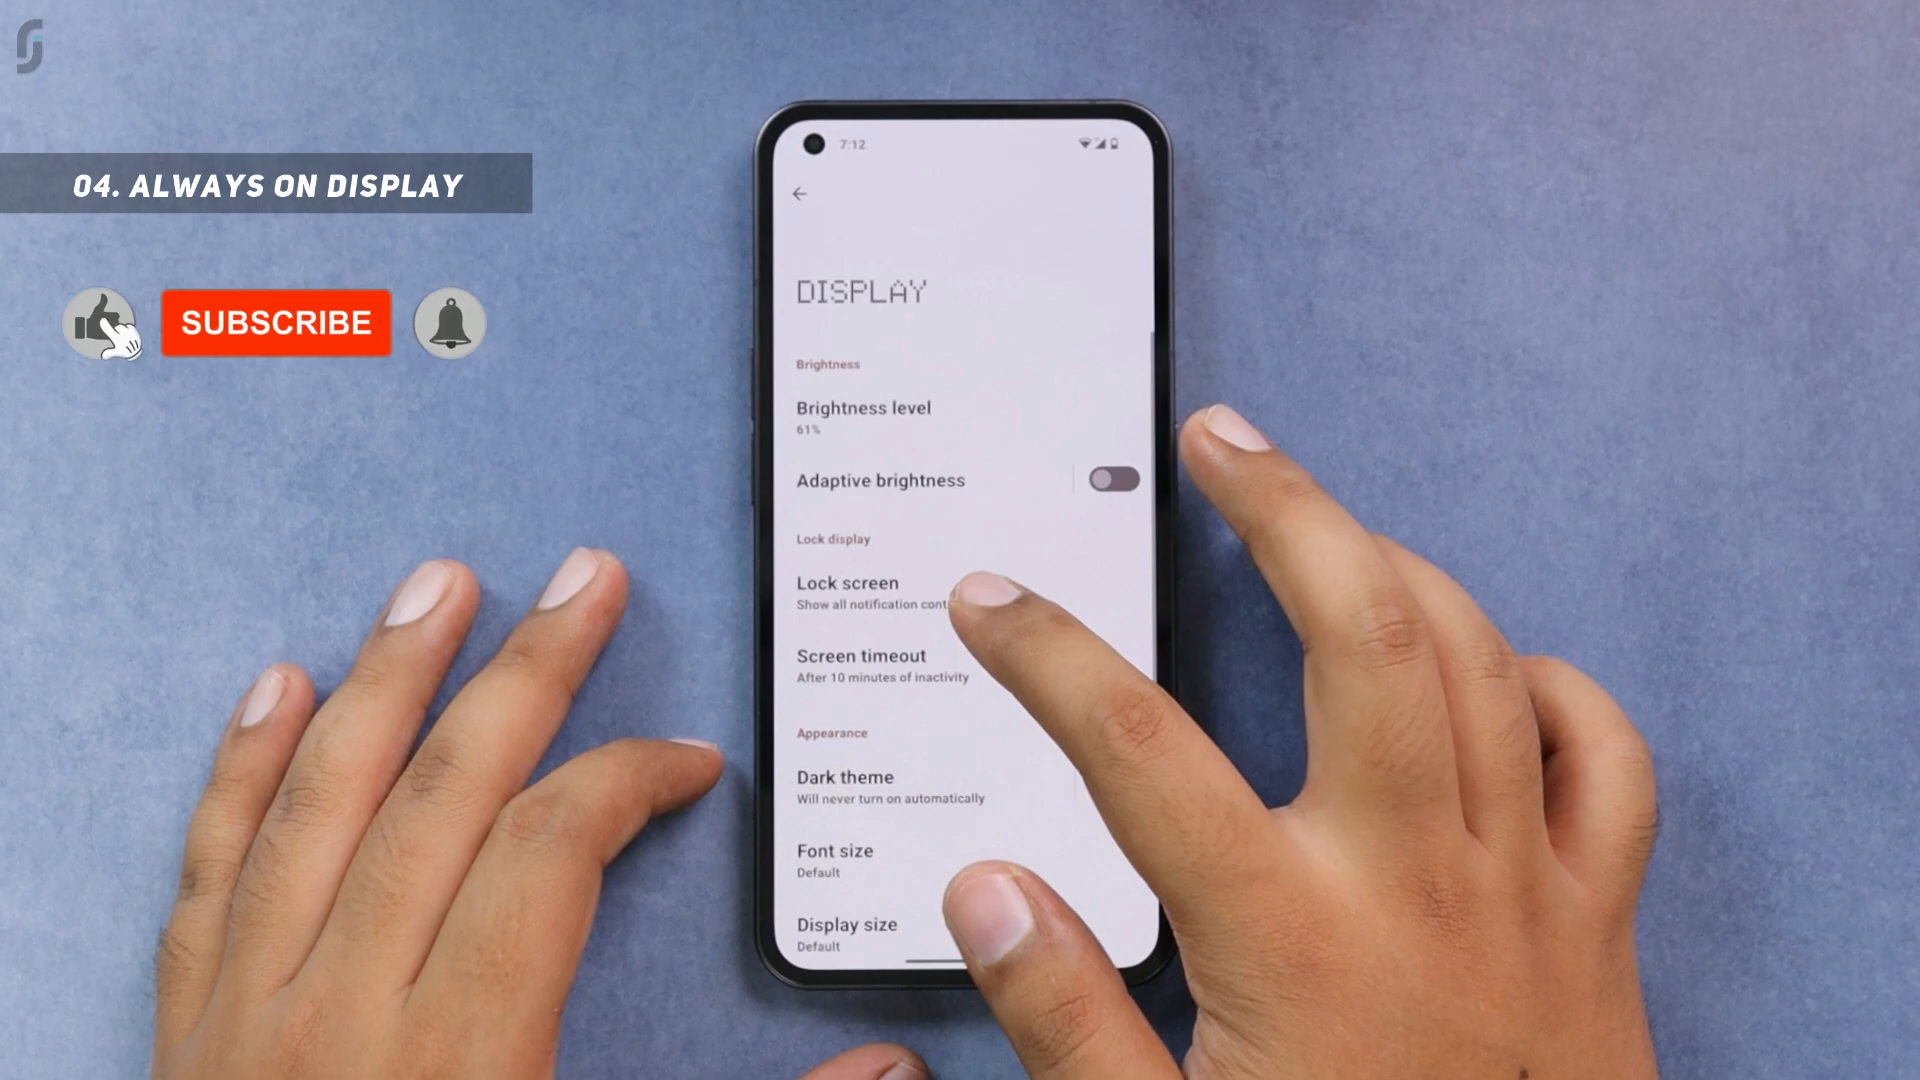 04. ALWAYS ON DISPLAY
SUBSCRIBE
7:12
DISPLAY
Brightness
Brightness level
61%
Adaptive brightness
Lock display
Lock screen
Show all notification
Screen timeout
After 10 minutes of inactivity
Appearance
Dark theme
Will never turn on automatically
Font size
Default
Display size
Default